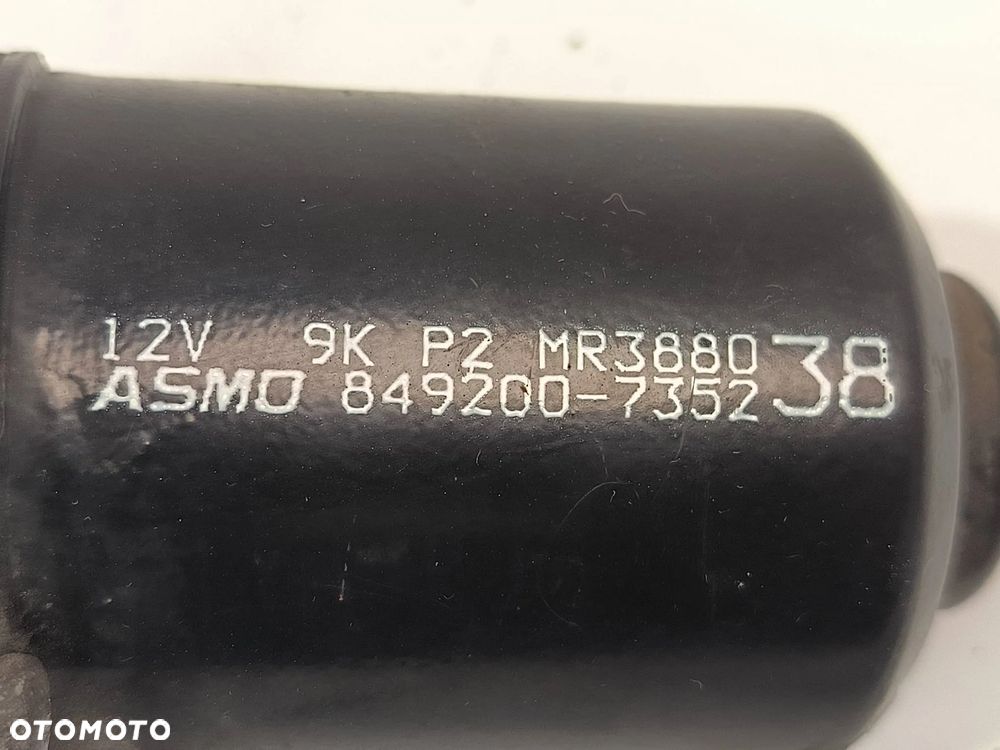 12V 9K P2 MR388038
ASMO 849200-7352
OTOMOTO